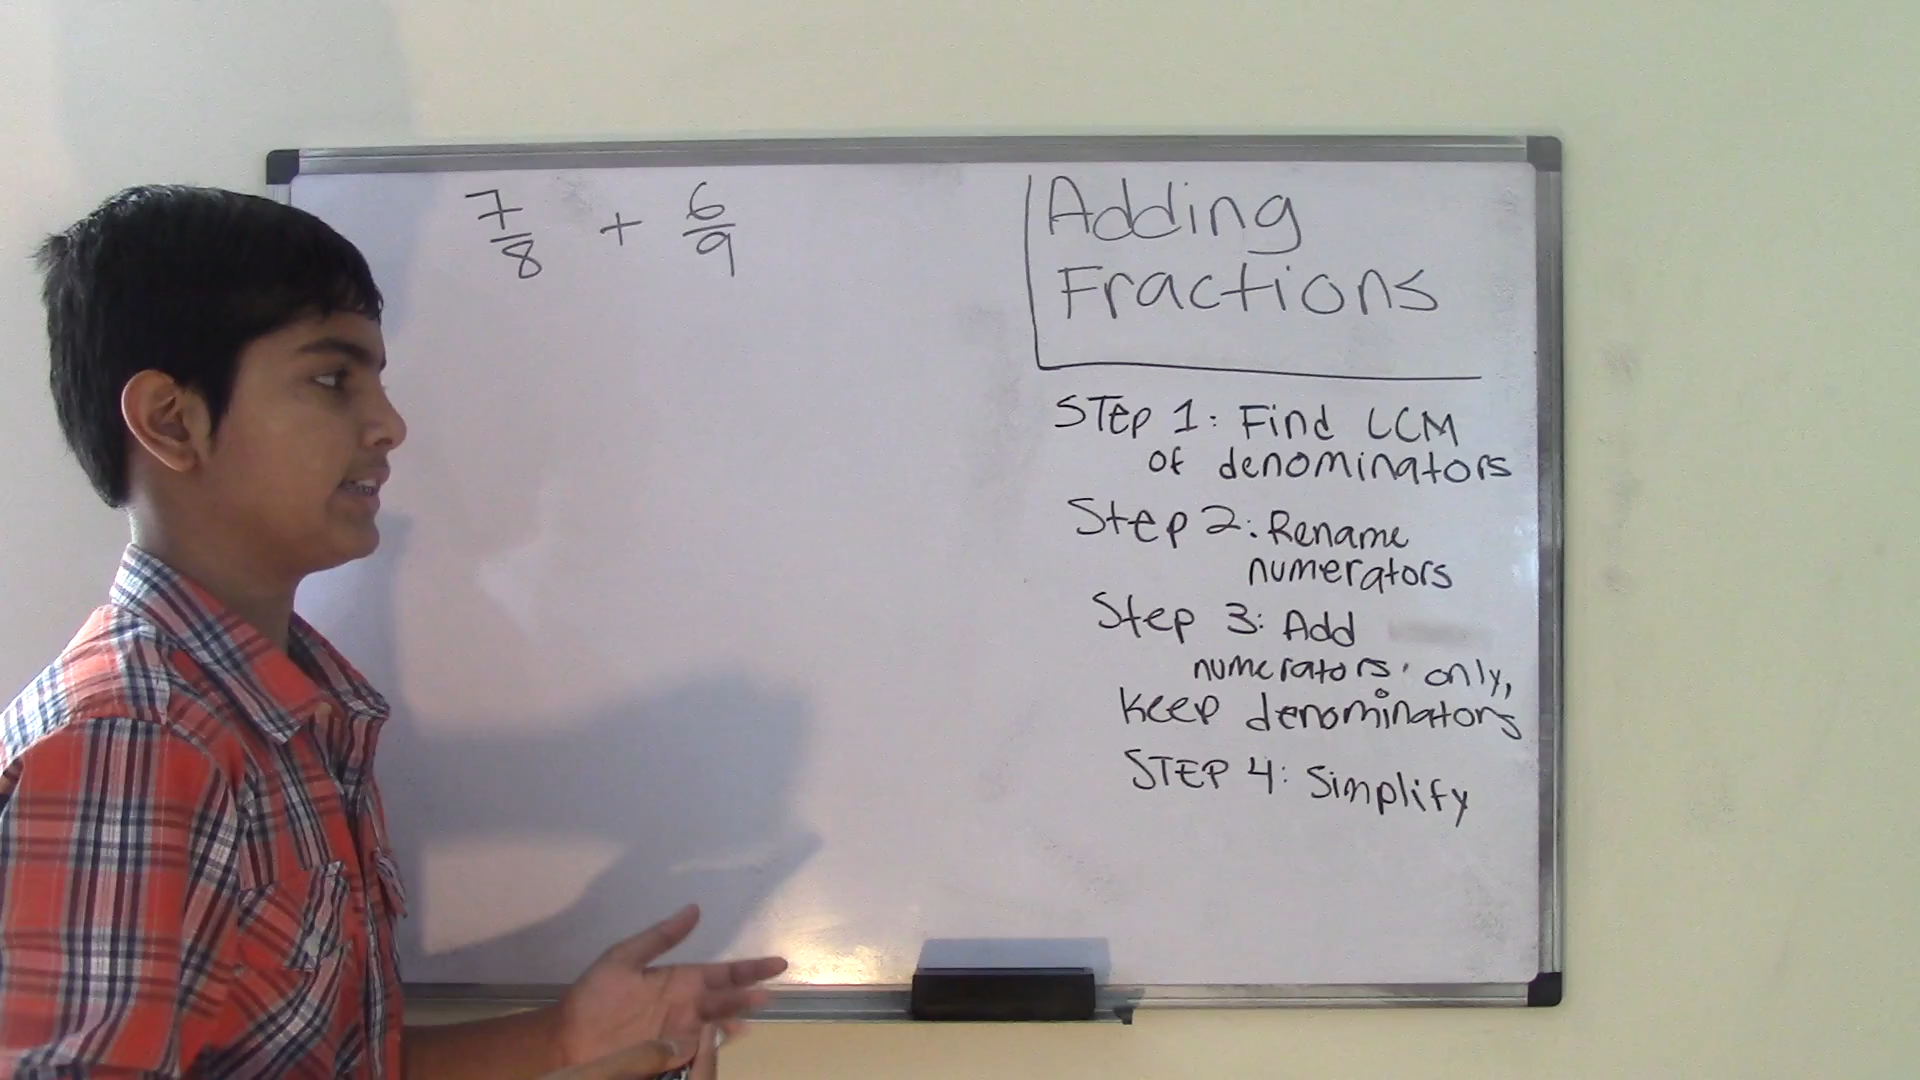 7/8 + 6/9
Adding
Fractions
STEP 1: Find LCM
of denominators
Step 2: Rename
numerators
Step 3: Add
numerators only,
keep denominators
STEP 4: Simplify